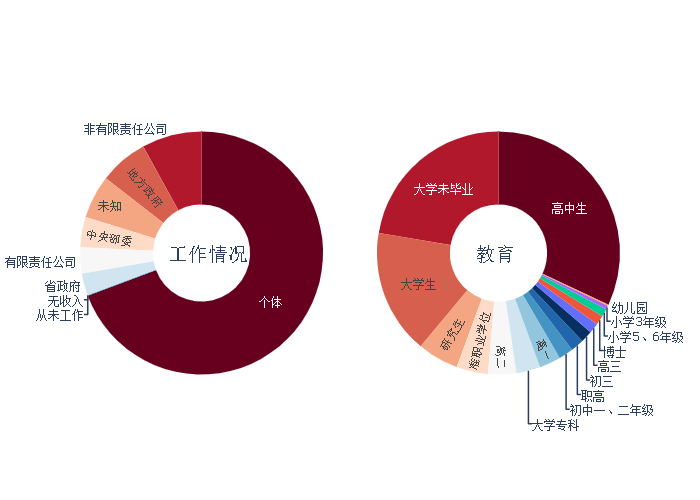 非有限责任公司
地方政府
未知
中央部委
有限责任公司
省政府
无收入
从未工作
工作情况
个体
大学未毕业
高中生
教育
大学生
研究生
准职业学位
高二
高一
幼儿园
小学3年级
小学5、6年级
博士
高三
初三
职高
初中一、二年级
大学专科